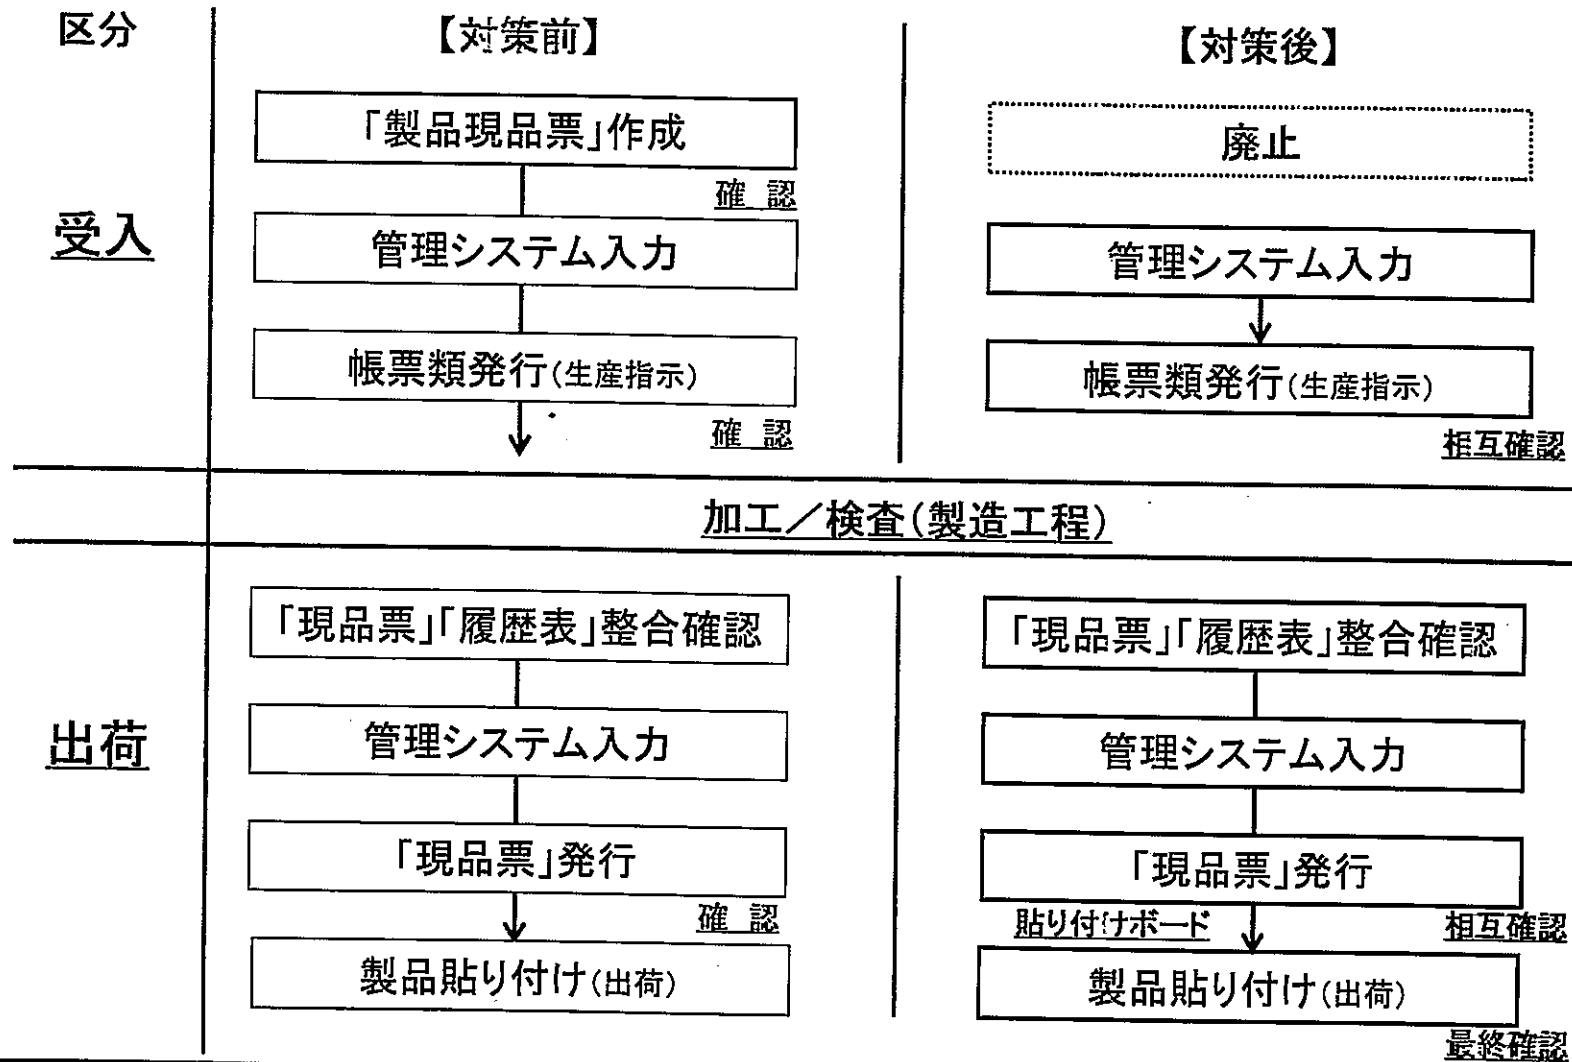 区分
【対策前】
【対策後】
受入
「製品現品票」作成
確 認
管理システム入力
帳票類発行(生産指示)
確 認
廃止
管理システム入力
帳票類発行(生産指示)
相互確認
加工／検査(製造工程)
出荷
「現品票」「履歴表」整合確認
管理システム入力
「現品票」発行
確 認
製品貼り付け(出荷)
「現品票」「履歴表」整合確認
管理システム入力
「現品票」発行
貼り付けボード
相互確認
製品貼り付け(出荷)
最終確認